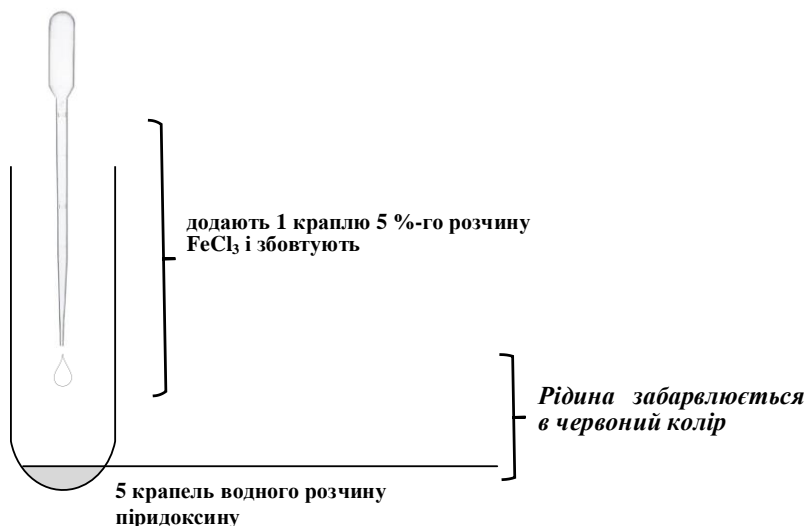 додають 1 краплю 5 %-го розчину
FeCl₃ і збовтують
Рідина забарвлюється
в червоний колір
5 крапель водного розчину
піридоксину